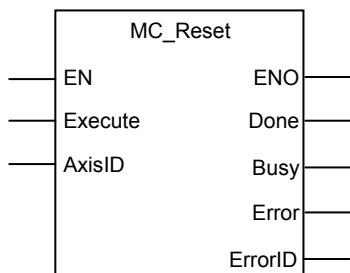 MC_Reset
EN ENO
Execute Done
AxisID Busy
Error
ErrorID